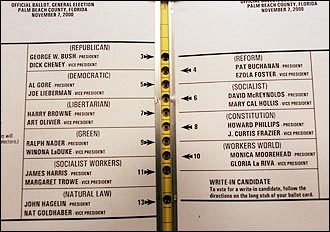 OFFICIAL BALLOT, GENERAL ELECTION
PALM BEACH COUNTY, FLORIDA
NOVEMBER 7, 2000
(REPUBLICAN)
GEORGE W. BUSH PRESIDENT
DICK CHENEY VICE PRESIDENT
3
(DEMOCRATIC)
AL GORE PRESIDENT
JOE LIEBERMAN VICE PRESIDENT
5
(LIBERTARIAN)
HARRY BROWNE PRESIDENT
ART OLIVIER VICE PRESIDENT
7
(GREEN)
RALPH NADER PRESIDENT
WINONA LaDUKE VICE PRESIDENT
9
(SOCIALIST WORKERS)
JAMES HARRIS PRESIDENT
MARGARET TROWE VICE PRESIDENT
11
(NATURAL LAW)
JOHN HAGELIN PRESIDENT
NAT GOLDHABER VICE PRESIDENT
13
OFFICIAL BALLOT, GENERAL ELECTION
PALM BEACH COUNTY, FLORIDA
NOVEMBER 7, 2000
(REFORM)
4
PAT BUCHANAN PRESIDENT
EZOLA FOSTER VICE PRESIDENT
(SOCIALIST)
6
DAVID McREYNOLDS PRESIDENT
MARY CAL HOLLIS VICE PRESIDENT
(CONSTITUTION)
8
HOWARD PHILLIPS PRESIDENT
J. CURTIS FRAZIER VICE PRESIDENT
(WORKERS WORLD)
10
MONICA MOOREHEAD PRESIDENT
GLORIA La RIVA VICE PRESIDENT
WRITE-IN CANDIDATE
To vote for a write-in candidate, follow the
directions on the long stub of your ballot card.